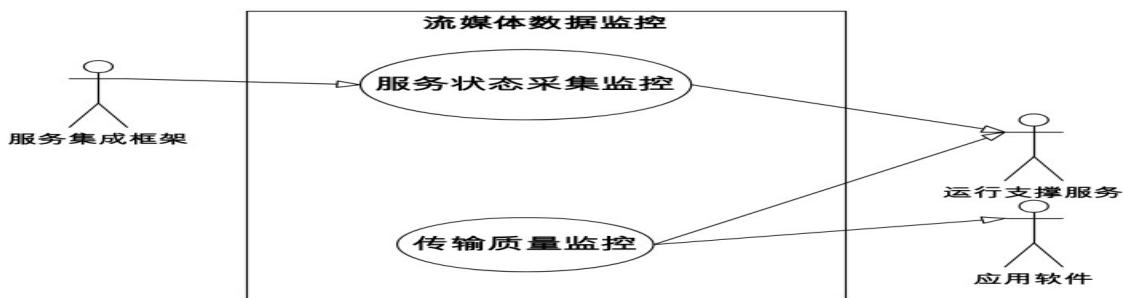 流媒体数据监控
服务状态采集监控
服务集成框架
运行支撑服务
传输质量监控
应用软件